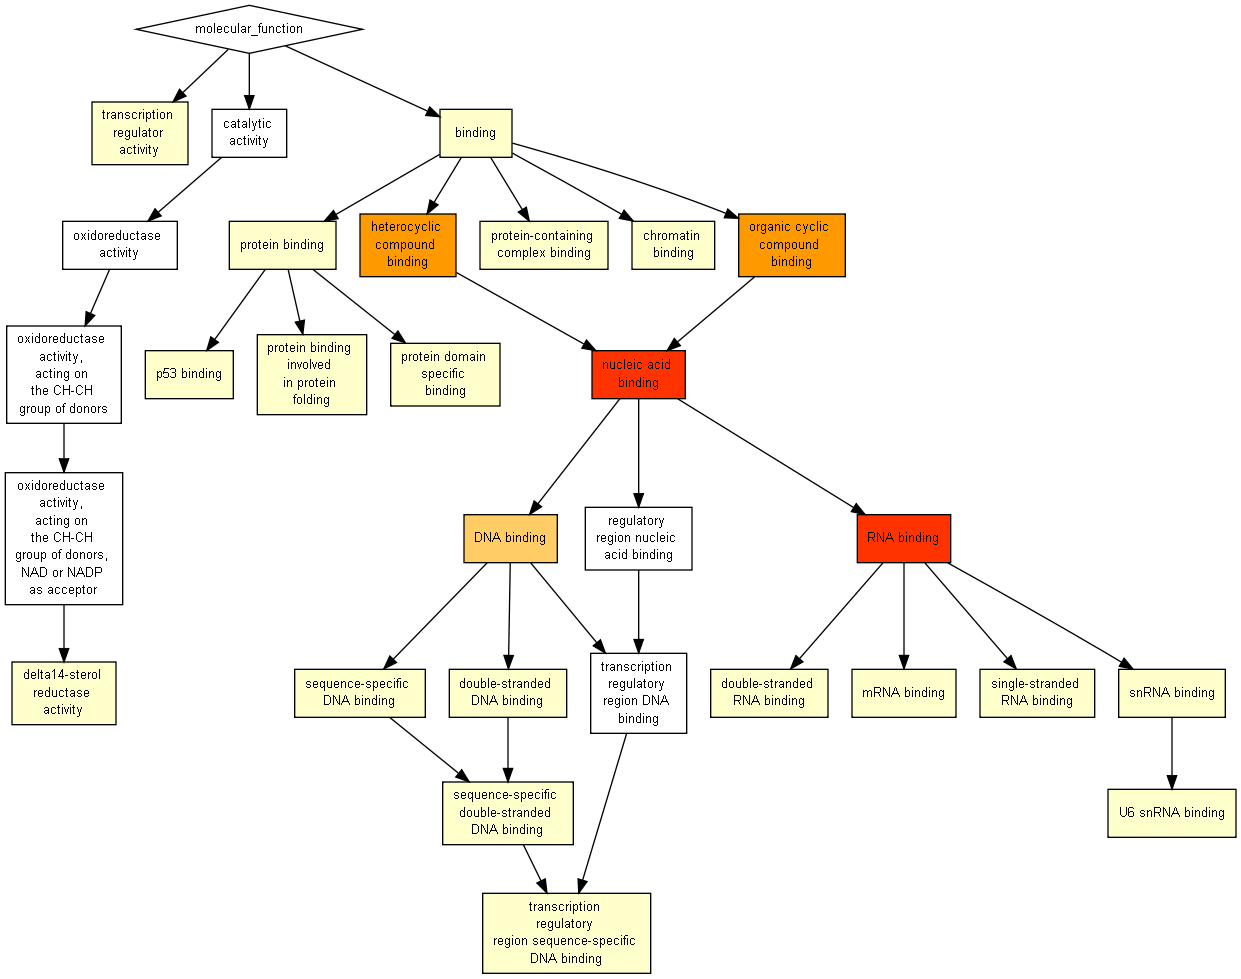 molecular_function
transcription
regulator
activity
catalytic
activity
binding
oxidoreductase
activity
protein binding
heterocyclic
compound
binding
protein-containing
complex binding
chromatin
binding
organic cyclic
compound
binding
oxidoreductase
activity,
acting on
the CH-CH
group of donors
p53 binding
protein binding
involved
in protein
folding
protein domain
specific
binding
nucleic acid
binding
oxidoreductase
activity,
acting on
the CH-CH
group of donors,
NAD or NADP
as acceptor
DNA binding
regulatory
region nucleic
acid binding
RNA binding
delta14-sterol
reductase
activity
sequence-specific
DNA binding
double-stranded
DNA binding
transcription
regulatory
region DNA
binding
double-stranded
RNA binding
mRNA binding
single-stranded
RNA binding
snRNA binding
sequence-specific
double-stranded
DNA binding
U6 snRNA binding
transcription
regulatory
region sequence-specific
DNA binding